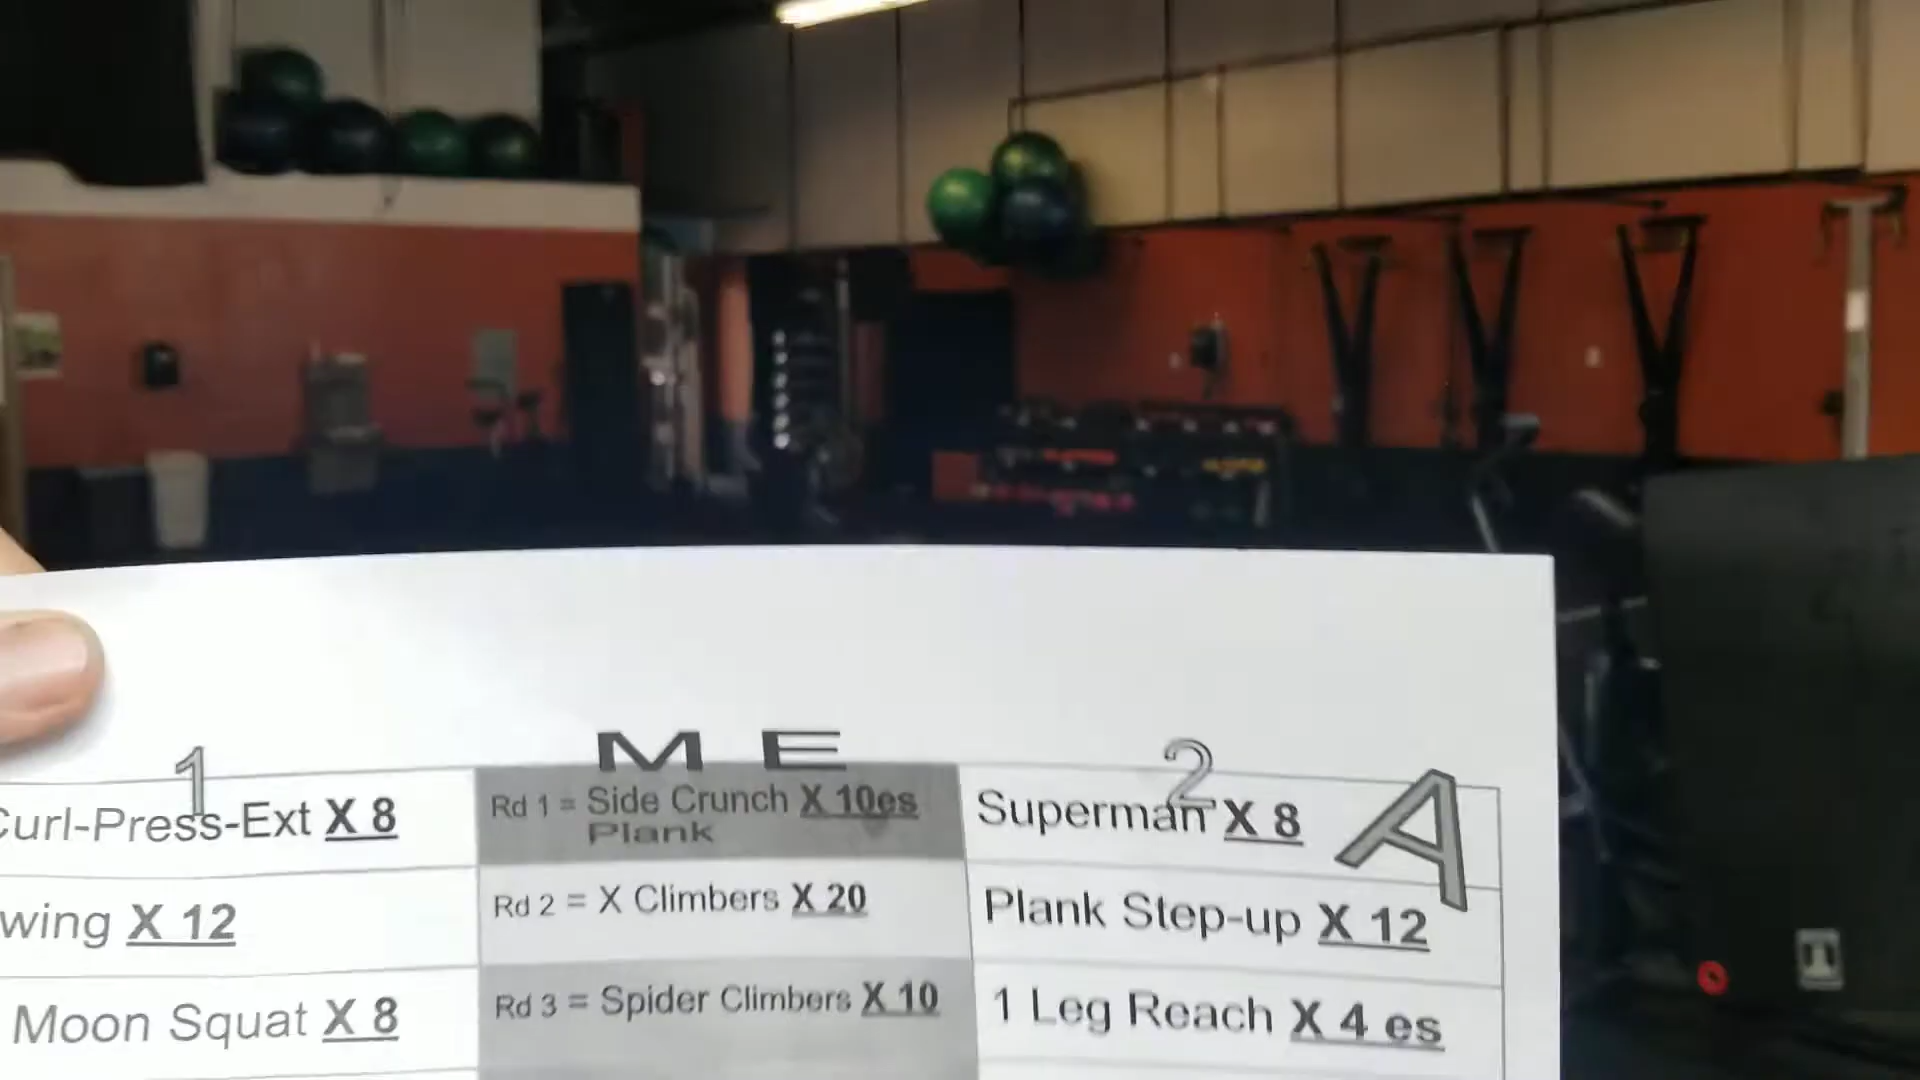 1
M E
2
A
Curl-Press-Ext X 8
Rd 1 = Side Crunch X 10es
Plank
Superman X 8
wing X 12
Rd 2 = X Climbers X 20
Plank Step-up X 12
Moon Squat X 8
Rd 3 = Spider Climbers X 10
1 Leg Reach X 4 es